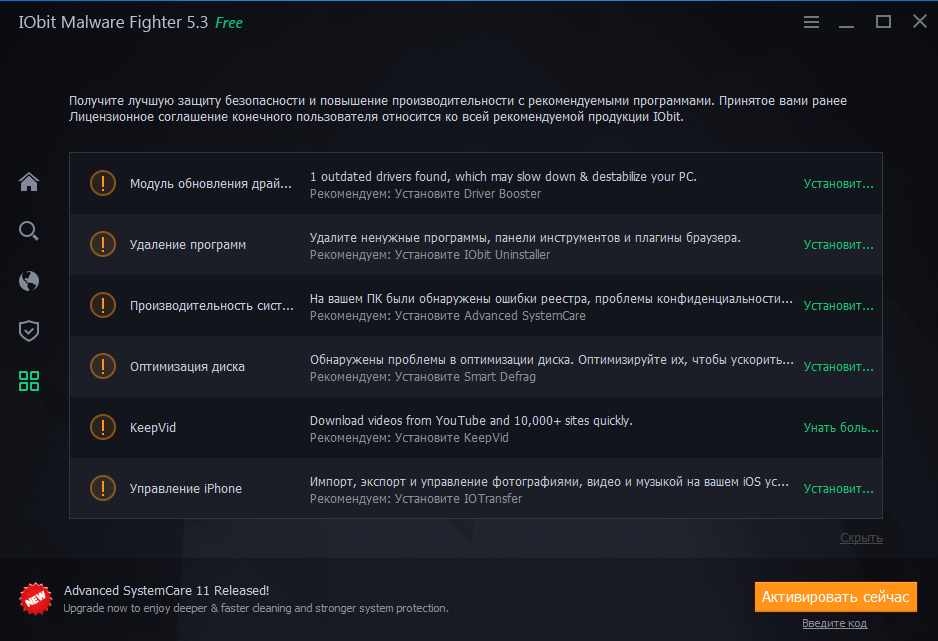 IObit Malware Fighter 5.3 Free
Получите лучшую защиту безопасности и повышение производительности с рекомендуемыми программами. Принятое вами ранее
Лицензионное соглашение конечного пользователя относится ко всей рекомендуемой продукции IObit.
Модуль обновления драй...
1 outdated drivers found, which may slow down & destabilize your PC.
Рекомендуем: Установите Driver Booster
Установит...
Удаление программ
Удалите ненужные программы, панели инструментов и плагины браузера.
Рекомендуем: Установите IObit Uninstaller
Установит...
Производительность сист...
На вашем ПК были обнаружены ошибки реестра, проблемы конфиденциальности...
Рекомендуем: Установите Advanced SystemCare
Установит...
Оптимизация диска
Обнаружены проблемы в оптимизации диска. Оптимизируйте их, чтобы ускорить...
Рекомендуем: Установите Smart Defrag
Установит...
KeepVid
Download videos from YouTube and 10,000+ sites quickly.
Рекомендуем: Установите KeepVid
Унать боль...
Управление iPhone
Импорт, экспорт и управление фотографиями, видео и музыкой на вашем iOS ус...
Рекомендуем: Установите IOTransfer
Установит...
Скрыть
NEW
Advanced SystemCare 11 Released!
Upgrade now to enjoy deeper & faster cleaning and stronger system protection.
Активировать сейчас
Введите код